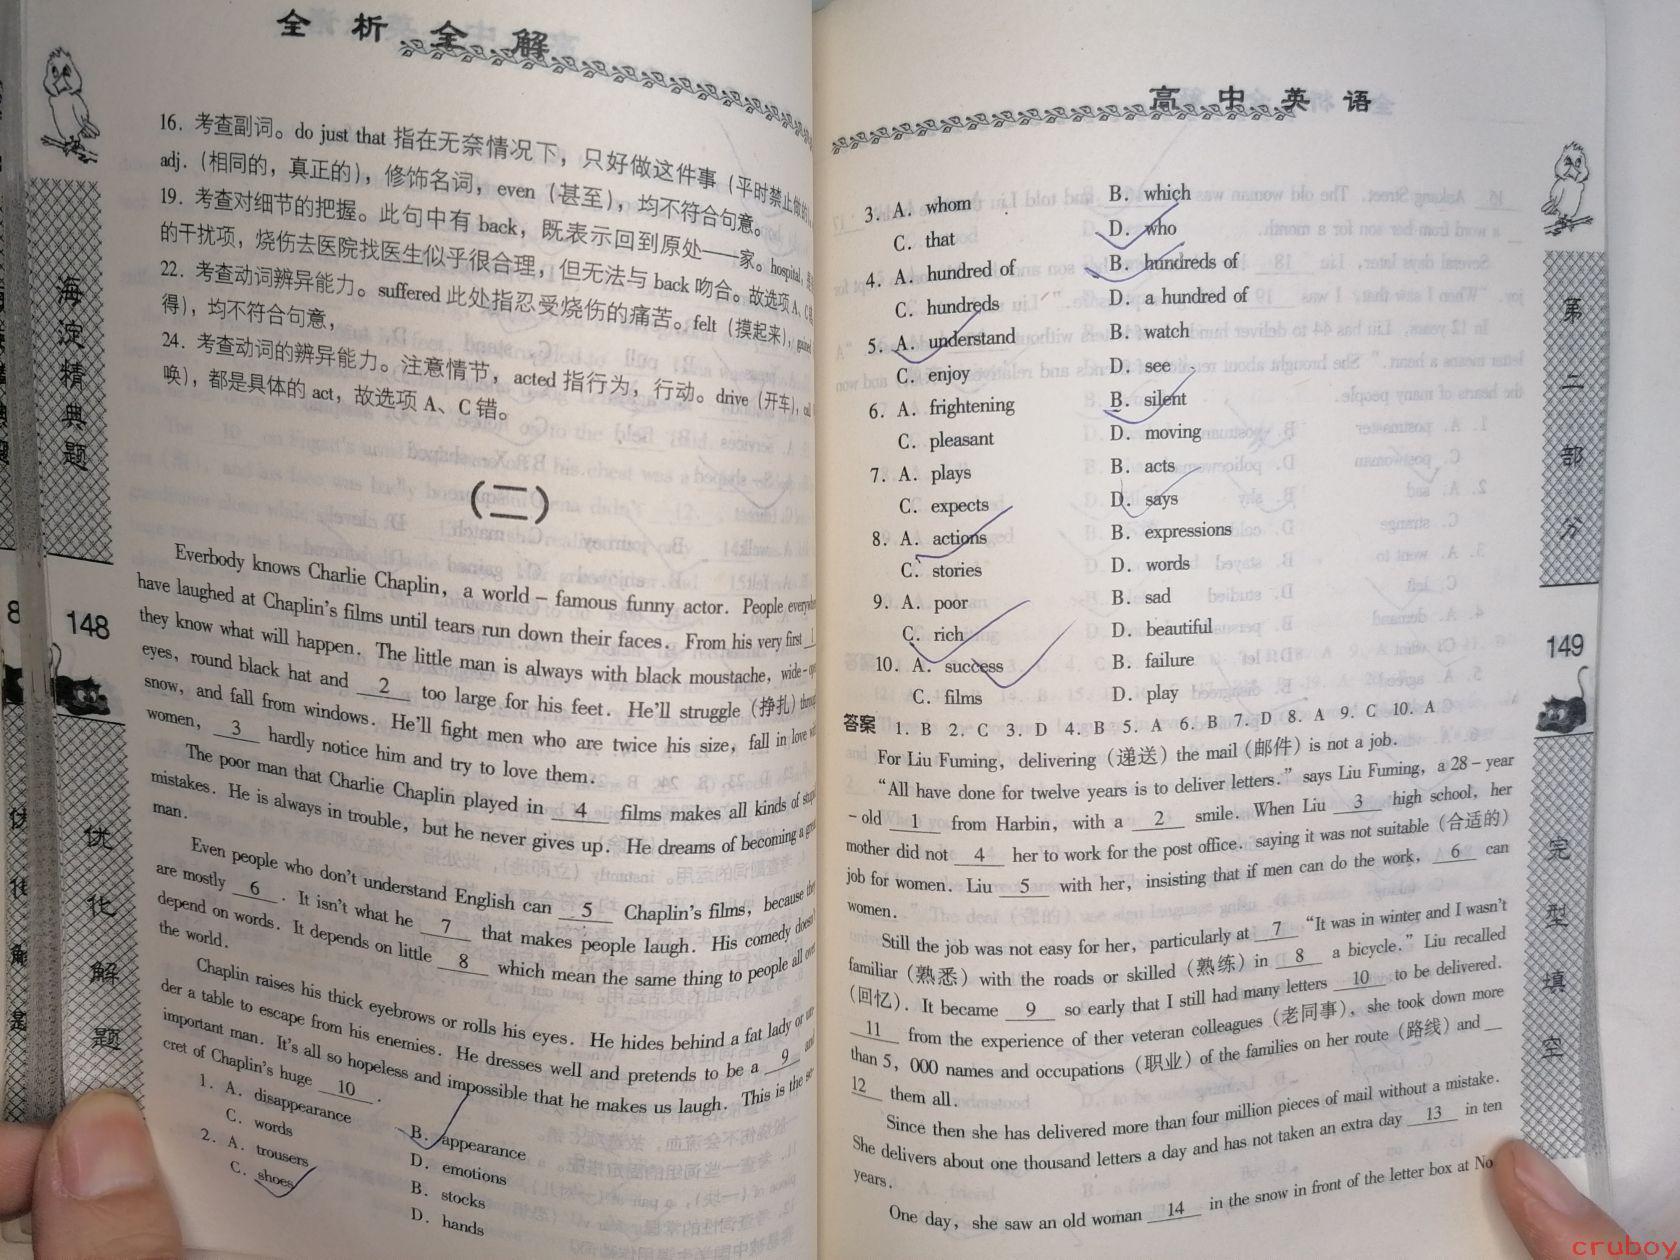 全析全解
16. 考查副词。do just that 指在无奈情况下，只好做这件事（平时禁止做的）
adj.（相同的，真正的），修饰名词，even（甚至），均不符合句意。
19. 考查对细节的把握。此句中有 back，既表示回到原处——家。hospital，
的干扰项，烧伤去医院找医生似乎很合理，但无法与 back 吻合。故选项 A、C
22. 考查动词辨异能力。suffered 此处指忍受烧伤的痛苦。felt（摸起来），gained
得），均不符合句意，
24. 考查动词的辨异能力。注意情节，acted 指行为，行动。drive（开车），call
唤），都是具体的 act，故选项 A、C 错。
（二）
Everbody knows Charlie Chaplin, a world – famous funny actor. People everywhere
have laughed at Chaplin's films until tears run down their faces. From his very first 1
they know what will happen. The little man is always with black moustache, wide – open
eyes, round black hat and 2 too large for his feet. He'll struggle（挣扎）through
snow, and fall from windows. He'll fight men who are twice his size, fall in love with
women, 3 hardly notice him and try to love them.
The poor man that Charlie Chaplin played in 4 films makes all kinds of stupid
mistakes. He is always in trouble, but he never gives up. He dreams of becoming a great
man.
Even people who don't understand English can 5 Chaplin's films, because they
are mostly 6 . It isn't what he 7 that makes people laugh. His comedy doesn't
depend on words. It depends on little 8 which mean the same thing to people all over
the world.
Chaplin raises his thick eyebrows or rolls his eyes. He hides behind a fat lady or un-
der a table to escape from his enemies. He dresses well and pretends to be a 9 and
important man. It's all so hopeless and impossible that he makes us laugh. This is the se-
cret of Chaplin's huge 10 .
1. A. disappearance B. appearance
C. words D. emotions
2. A. trousers B. stocks
C. shoes D. hands
海淀精典题
148
优化解题
高中英语
3. A. whom B. which
C. that D. who
4. A. hundred of B. hundreds of
C. hundreds D. a hundred of
5. A. understand B. watch
C. enjoy D. see
6. A. frightening B. silent
C. pleasant D. moving
7. A. plays B. acts
C. expects D. says
8. A. actions B. expressions
C. stories D. words
9. A. poor B. sad
C. rich D. beautiful
10. A. success B. failure
C. films D. play
答案 1. B 2. C 3. D 4. B 5. A 6. B 7. D 8. A 9. C 10. A
For Liu Fuming, delivering（递送）the mail（邮件）is not a job.
"All have done for twelve years is to deliver letters." says Liu Fuming, a 28 – year
– old 1 from Harbin, with a 2 smile. When Liu 3 high school, her
mother did not 4 her to work for the post office. saying it was not suitable（合适的）
job for women. Liu 5 with her, insisting that if men can do the work, 6 can
women.
Still the job was not easy for her, particularly at 7 "It was in winter and I wasn't
familiar（熟悉）with the roads or skilled（熟练）in 8 a bicycle." Liu recalled
（回忆）. It became 9 so early that I still had many letters 10 to be delivered.
11 from the experience of ther veteran colleagues（老同事）, she took down more
than 5, 000 names and occupations（职业）of the families on her route（路线）and
12 them all.
Since then she has delivered more than four million pieces of mail without a mistake.
She delivers about one thousand letters a day and has not taken an extra day 13 in ten
years.
One day, she saw an old woman 14 in the snow in front of the letter box at No
第二部分
149
完型填空
cruboy